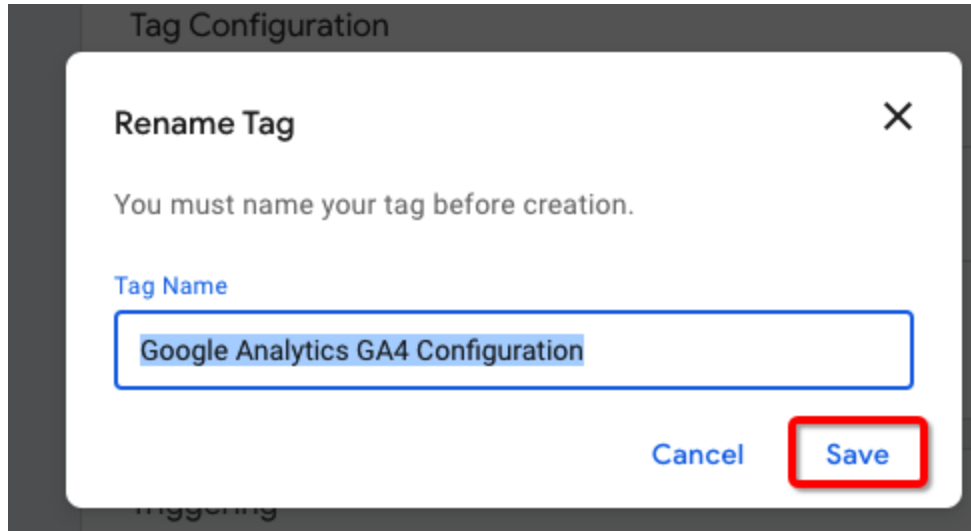 Tag Configuration
Rename Tag
You must name your tag before creation.
Tag Name
Google Analytics GA4 Configuration
Cancel
Save
Triggering